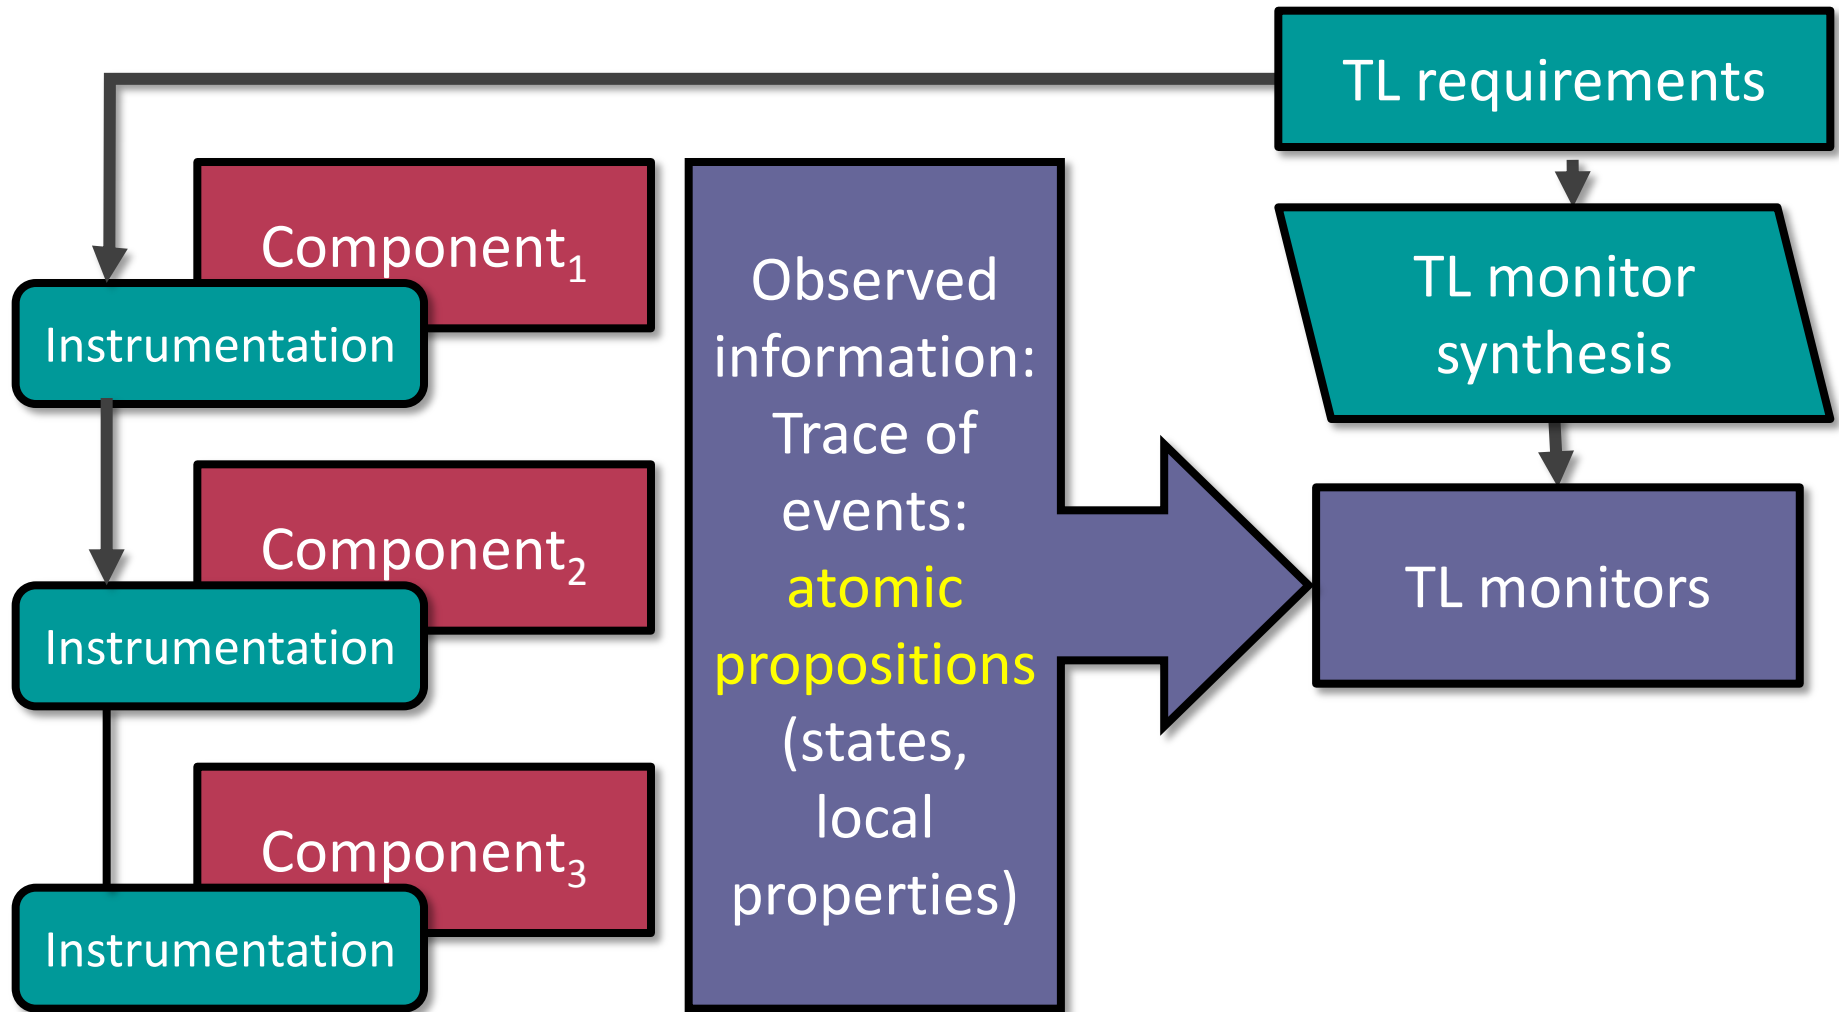 TL requirements
Component₁
Instrumentation
Component₂
Instrumentation
Component₃
Instrumentation
Observed
information:
Trace of
events:
atomic
propositions
(states,
local
properties)
TL monitor
synthesis
TL monitors